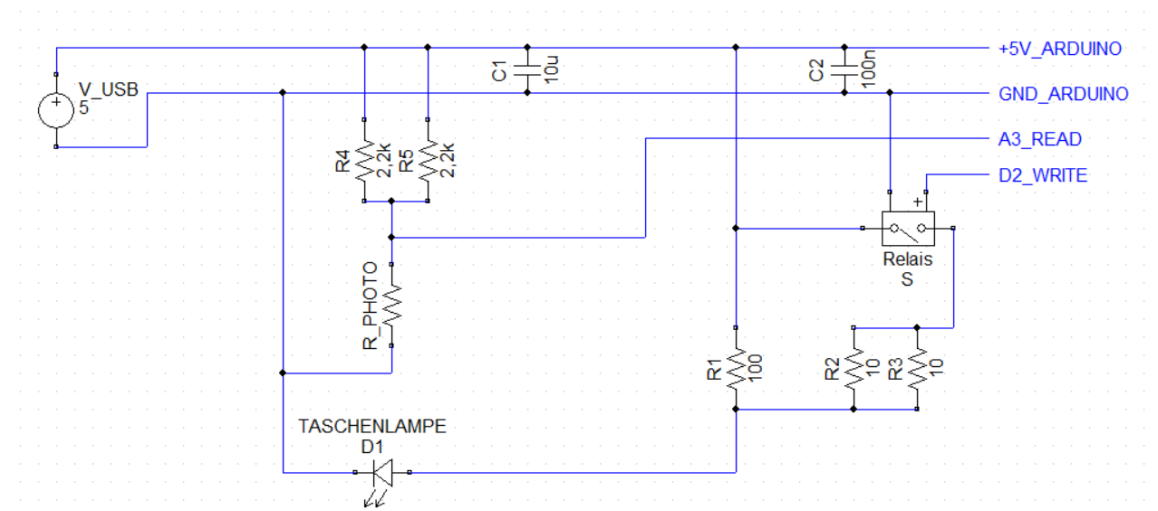 +5V_ARDUINO
GND_ARDUINO
A3_READ
D2_WRITE
V_USB
+
5
C1
10u
C2
100n
R4
2,2k
R5
2,2k
+
Relais
S
R_PHOTO
R1
100
R2
10
R3
10
TASCHENLAMPE
D1